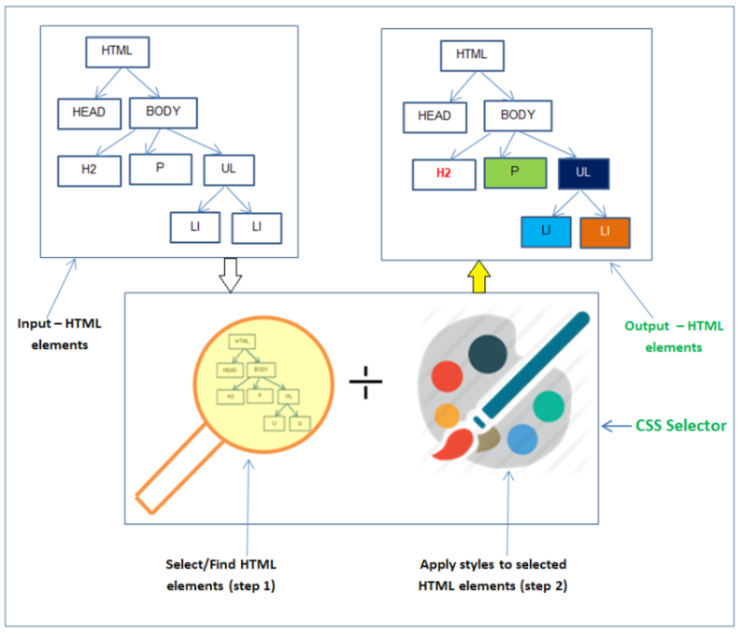 HTML
HEAD
BODY
H2
P
UL
LI
LI
HTML
HEAD
BODY
H2
P
UL
LI
LI
Input – HTML
elements
Output – HTML
elements
HTML
HEAD
BODY
H2
P
UL
LI
CSS Selector
Select/Find HTML
elements (step 1)
Apply styles to selected
HTML elements (step 2)